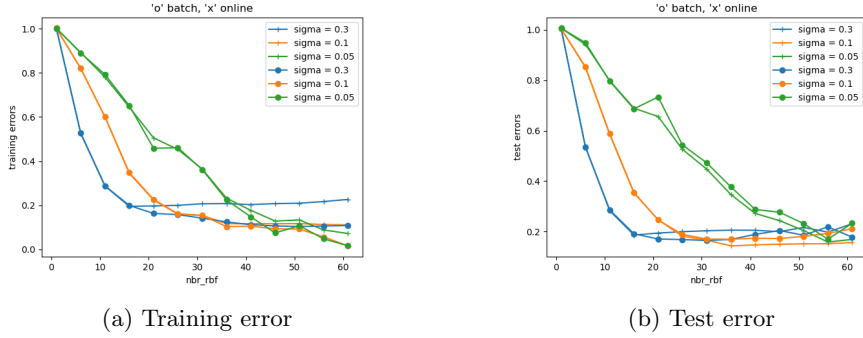 'o' batch, 'x' online
training errors
1.0
0.8
0.6
0.4
0.2
0.0
0
10
20
30
40
50
60
nbr_rbf
sigma = 0.3
sigma = 0.1
sigma = 0.05
sigma = 0.3
sigma = 0.1
sigma = 0.05
(a) Training error
'o' batch, 'x' online
test errors
1.0
0.8
0.6
0.4
0.2
0
10
20
30
40
50
60
nbr_rbf
sigma = 0.3
sigma = 0.1
sigma = 0.05
sigma = 0.3
sigma = 0.1
sigma = 0.05
(b) Test error